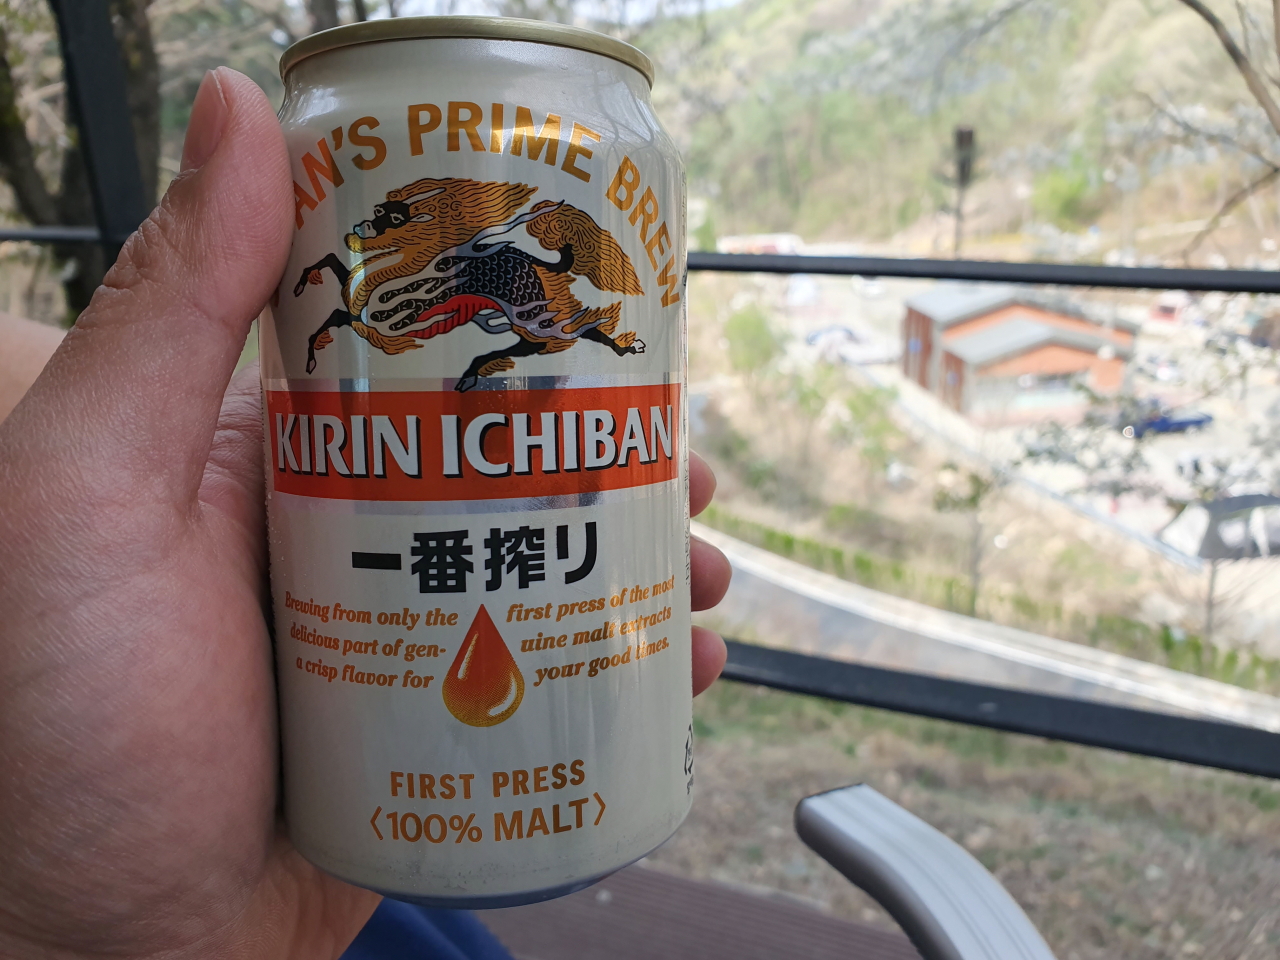 AN'S PRIME BREW
KIRIN ICHIBAN
一番搾り
Brewing from only the first press of the most
delicious part of gen- uine malt extracts
a crisp flavor for your good times.
FIRST PRESS
〈100% MALT〉